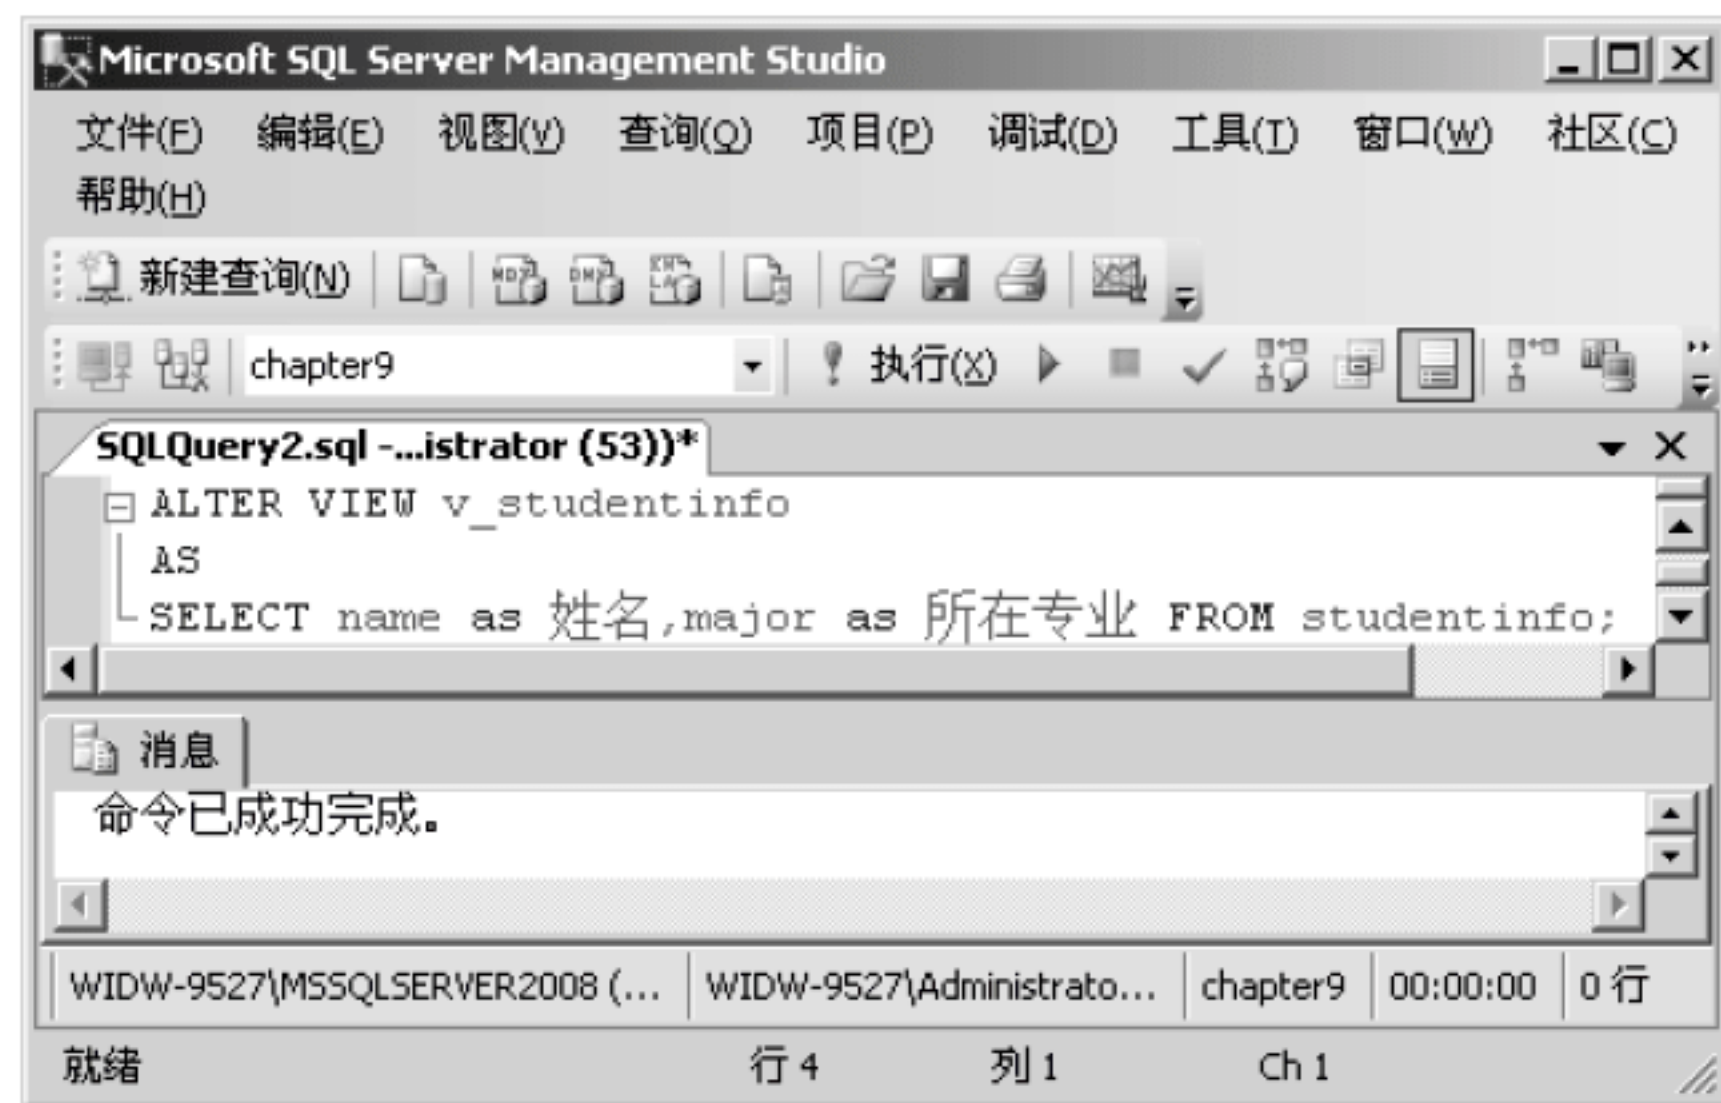 Microsoft SQL Server Management Studio
文件(F) 编辑(E) 视图(V) 查询(Q) 项目(P) 调试(D) 工具(T) 窗口(W) 社区(C)
帮助(H)
新建查询(N)
chapter9 执行(X)
SQLQuery2.sql -...istrator (53))*
ALTER VIEW v_studentinfo
AS
SELECT name as 姓名,major as 所在专业 FROM studentinfo;
消息
命令已成功完成。
WIDW-9527\MSSQLSERVER2008 (... WIDW-9527\Administrato... chapter9 00:00:00 0 行
就绪 行 4 列 1 Ch 1